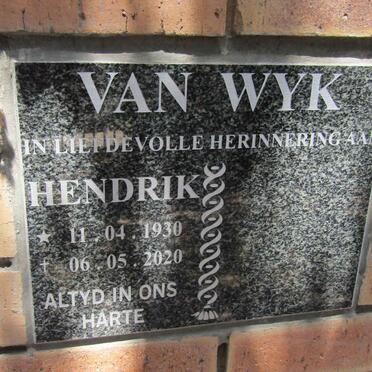 VAN WYK
IN LIEFDEVOLLE HERINNERING AAN
HENDRIK
★ 11.04.1930
† 06.05.2020
ALTYD IN ONS
HARTE